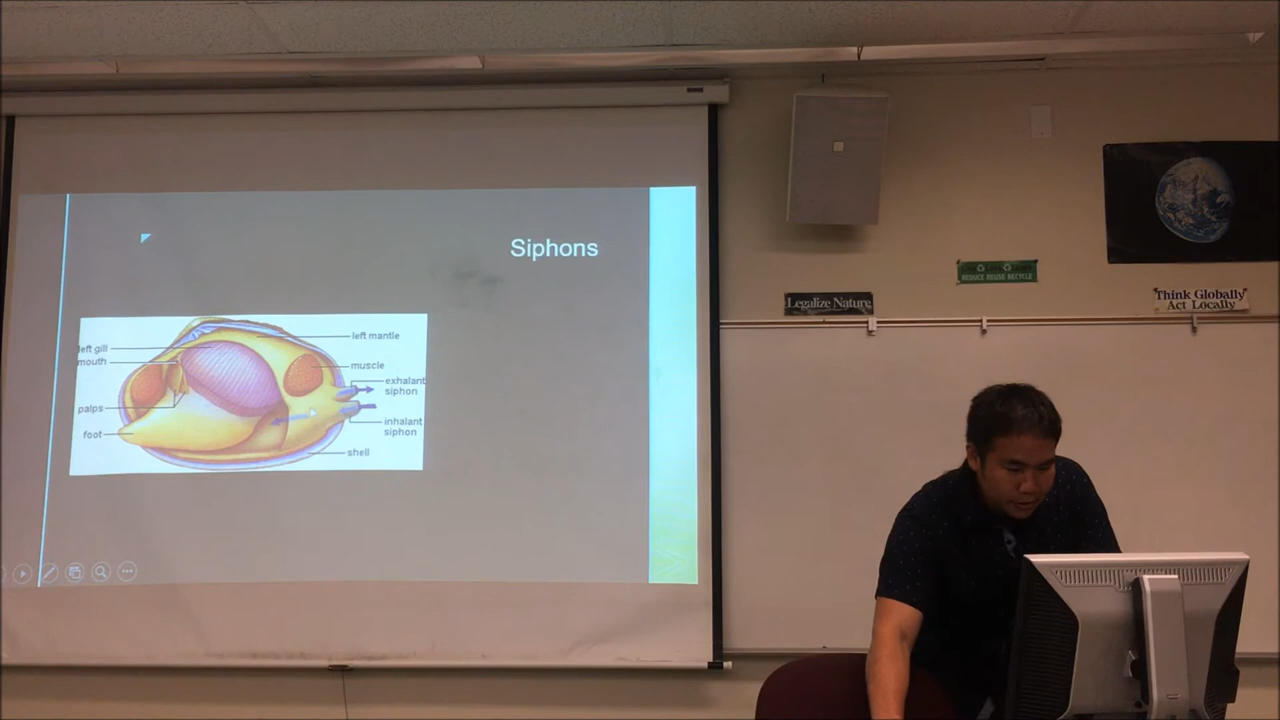 Siphons
left mantle
left gill
mouth
muscle
exhalant
siphon
palps
inhalant
siphon
foot
shell
Legalize Nature
REDUCE REUSE RECYCLE
Think Globally
Act Locally